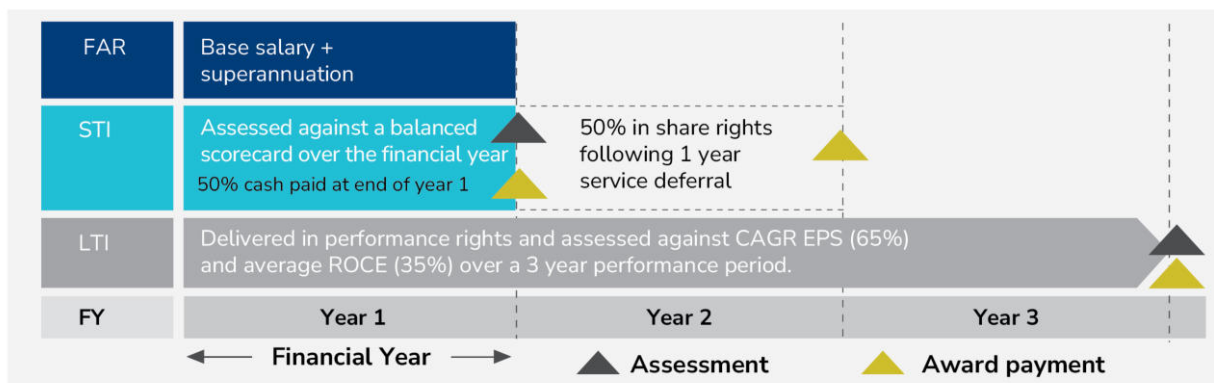 FAR
Base salary +
superannuation
STI
Assessed against a balanced
scorecard over the financial year
50% cash paid at end of year 1
50% in share rights
following 1 year
service deferral
LTI
Delivered in performance rights and assessed against CAGR EPS (65%)
and average ROCE (35%) over a 3 year performance period.
FY
Year 1
Year 2
Year 3
Financial Year
Assessment
Award payment